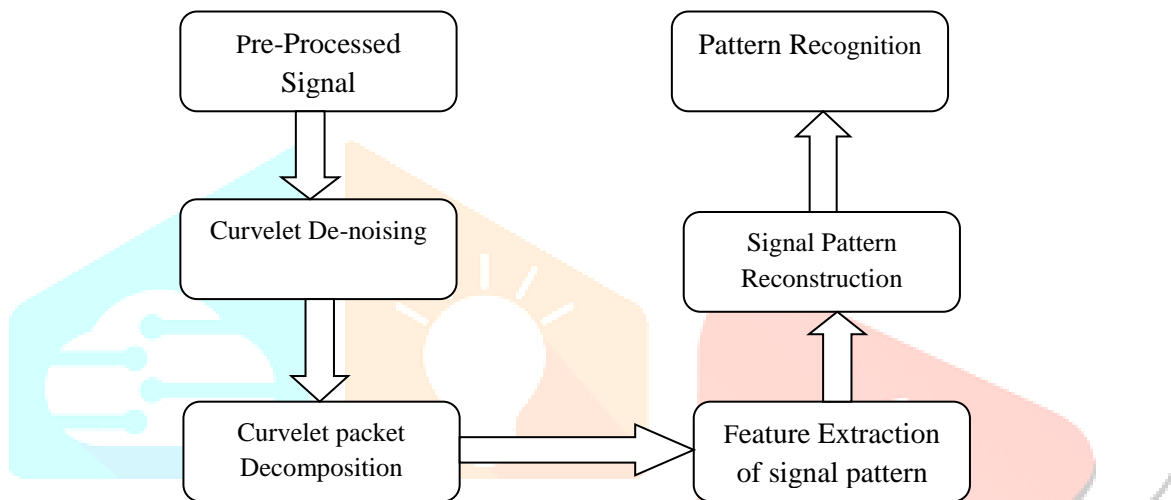 Pre-Processed
Signal
Curvelet De-noising
Curvelet packet
Decomposition
Feature Extraction
of signal pattern
Signal Pattern
Reconstruction
Pattern Recognition